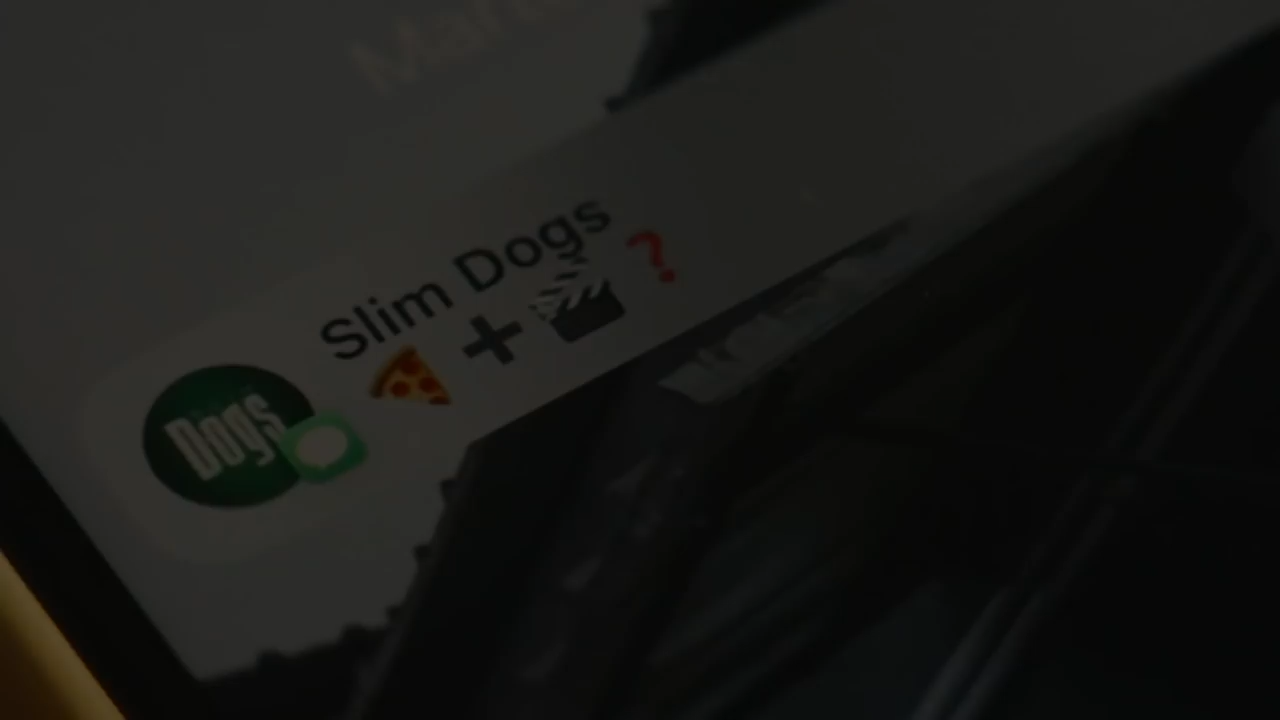 Slim Dogs
🍕 ➕ 🎬 ❓
Dogs